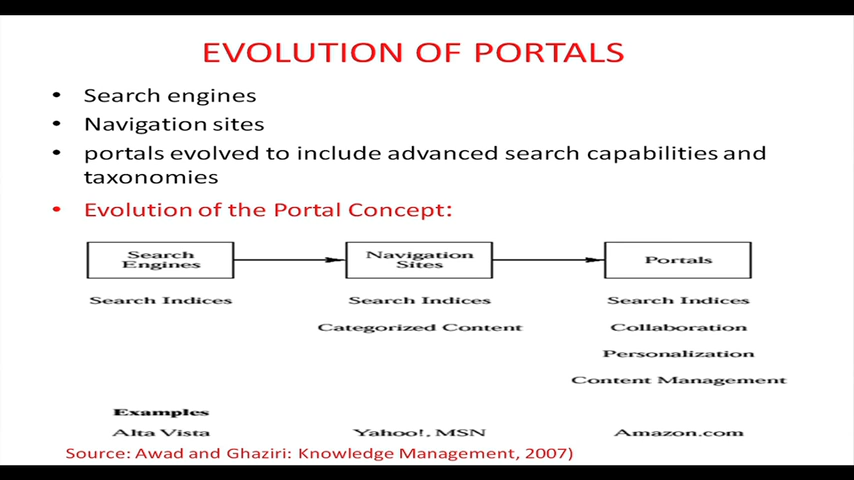 EVOLUTION OF PORTALS
• Search engines
• Navigation sites
• portals evolved to include advanced search capabilities and
taxonomies
• Evolution of the Portal Concept:
Search
Engines
Navigation
Sites
Portals
Search Indices
Search Indices
Search Indices
Categorized Content
Collaboration
Personalization
Content Management
Examples
Alta Vista
Yahoo!, MSN
Amazon.com
Source: Awad and Ghaziri: Knowledge Management, 2007)